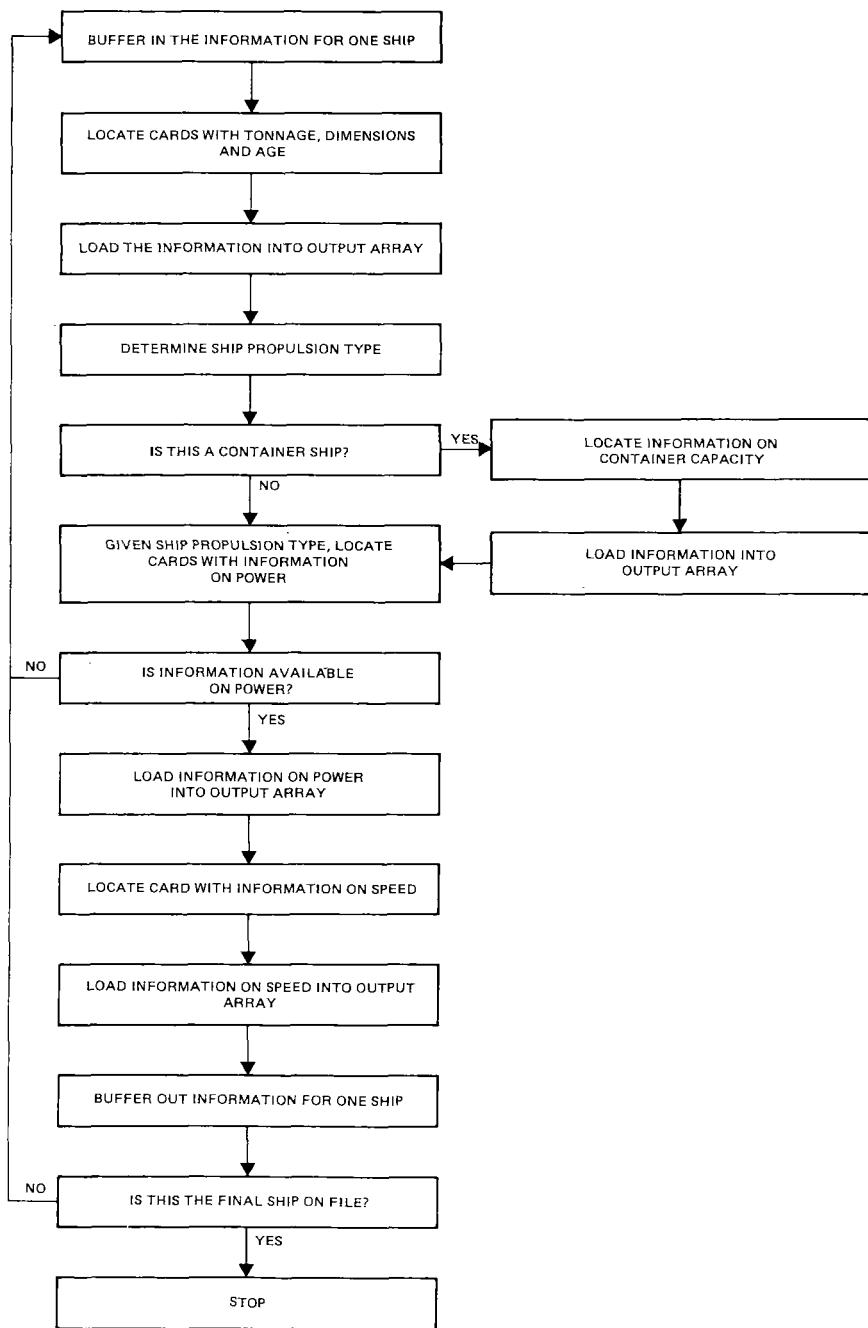 BUFFER IN THE INFORMATION FOR ONE SHIP
LOCATE CARDS WITH TONNAGE, DIMENSIONS
AND AGE
LOAD THE INFORMATION INTO OUTPUT ARRAY
DETERMINE SHIP PROPULSION TYPE
IS THIS A CONTAINER SHIP?
YES
LOCATE INFORMATION ON
CONTAINER CAPACITY
NO
GIVEN SHIP PROPULSION TYPE, LOCATE
CARDS WITH INFORMATION
ON POWER
LOAD INFORMATION INTO
OUTPUT ARRAY
NO
IS INFORMATION AVAILABLE
ON POWER?
YES
LOAD INFORMATION ON POWER
INTO OUTPUT ARRAY
LOCATE CARD WITH INFORMATION ON SPEED
LOAD INFORMATION ON SPEED INTO OUTPUT
ARRAY
BUFFER OUT INFORMATION FOR ONE SHIP
NO
IS THIS THE FINAL SHIP ON FILE?
YES
STOP